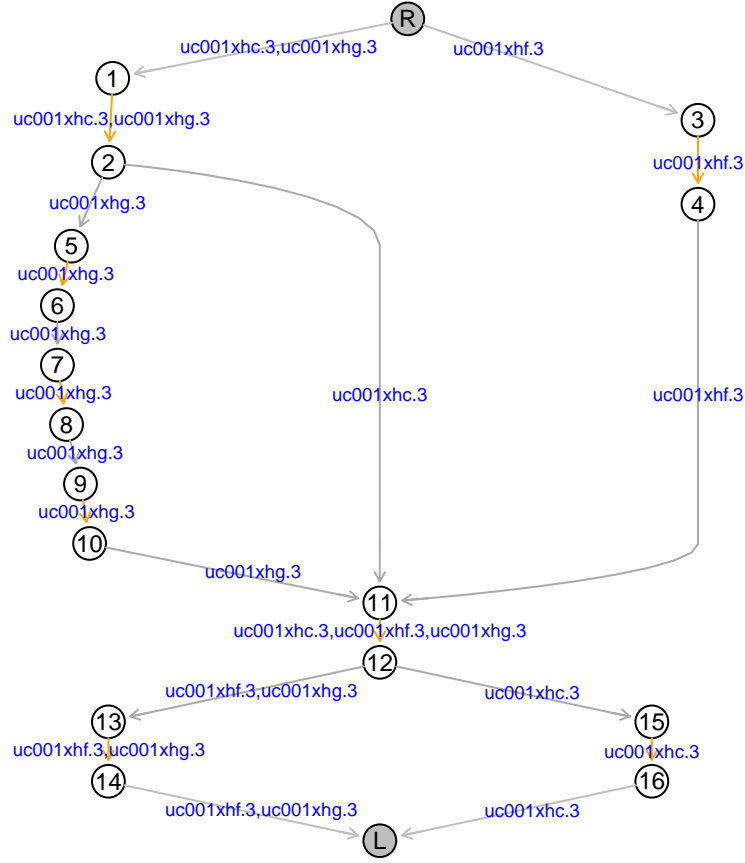 R
uc001xhc.3,uc001xhg.3
uc001xhf.3
1
uc001xhc.3,uc001xhg.3
3
2
uc001xhf.3
uc001xhg.3
4
5
uc001xhg.3
6
uc001xhg.3
7
uc001xhg.3
uc001xhc.3
uc001xhf.3
8
uc001xhg.3
9
uc001xhg.3
10
uc001xhg.3
11
uc001xhc.3,uc001xhf.3,uc001xhg.3
12
uc001xhf.3,uc001xhg.3
uc001xhc.3
13
15
uc001xhf.3,uc001xhg.3
uc001xhc.3
14
16
uc001xhf.3,uc001xhg.3
uc001xhc.3
L